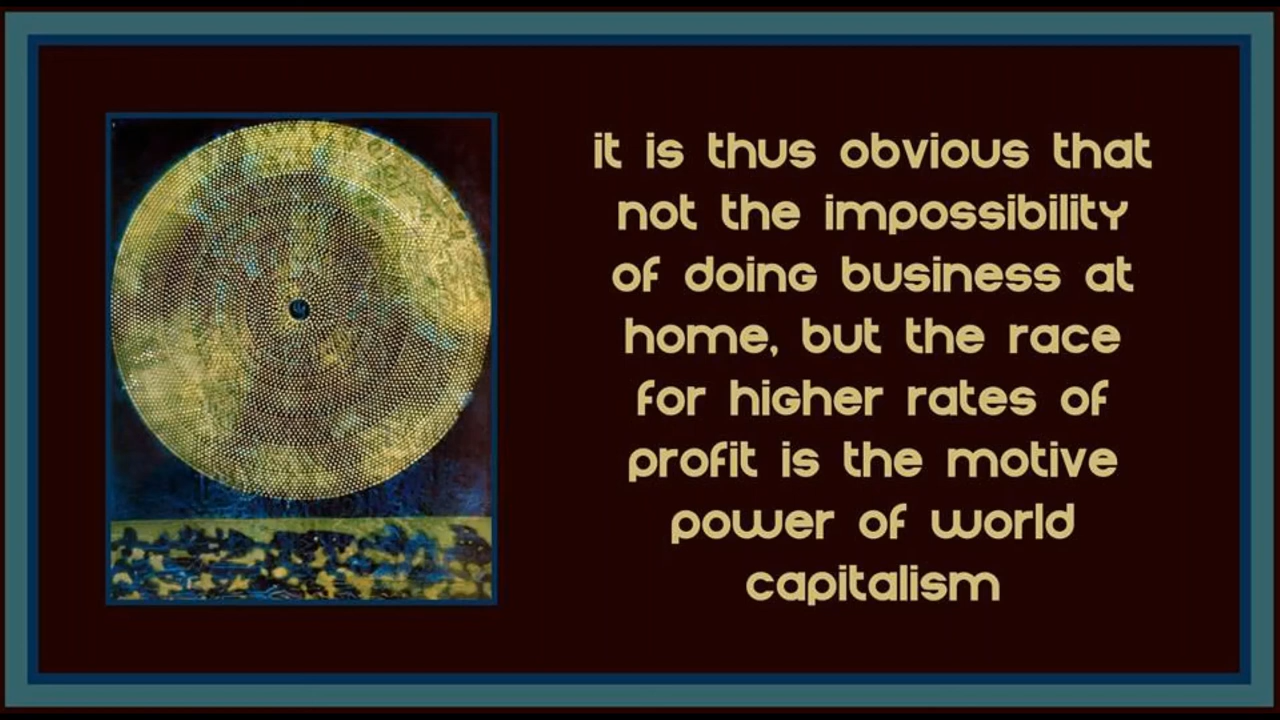 it is thus obvious that
not the impossibility
of doing business at
home, but the race
for higher rates of
profit is the motive
power of world
capitalism